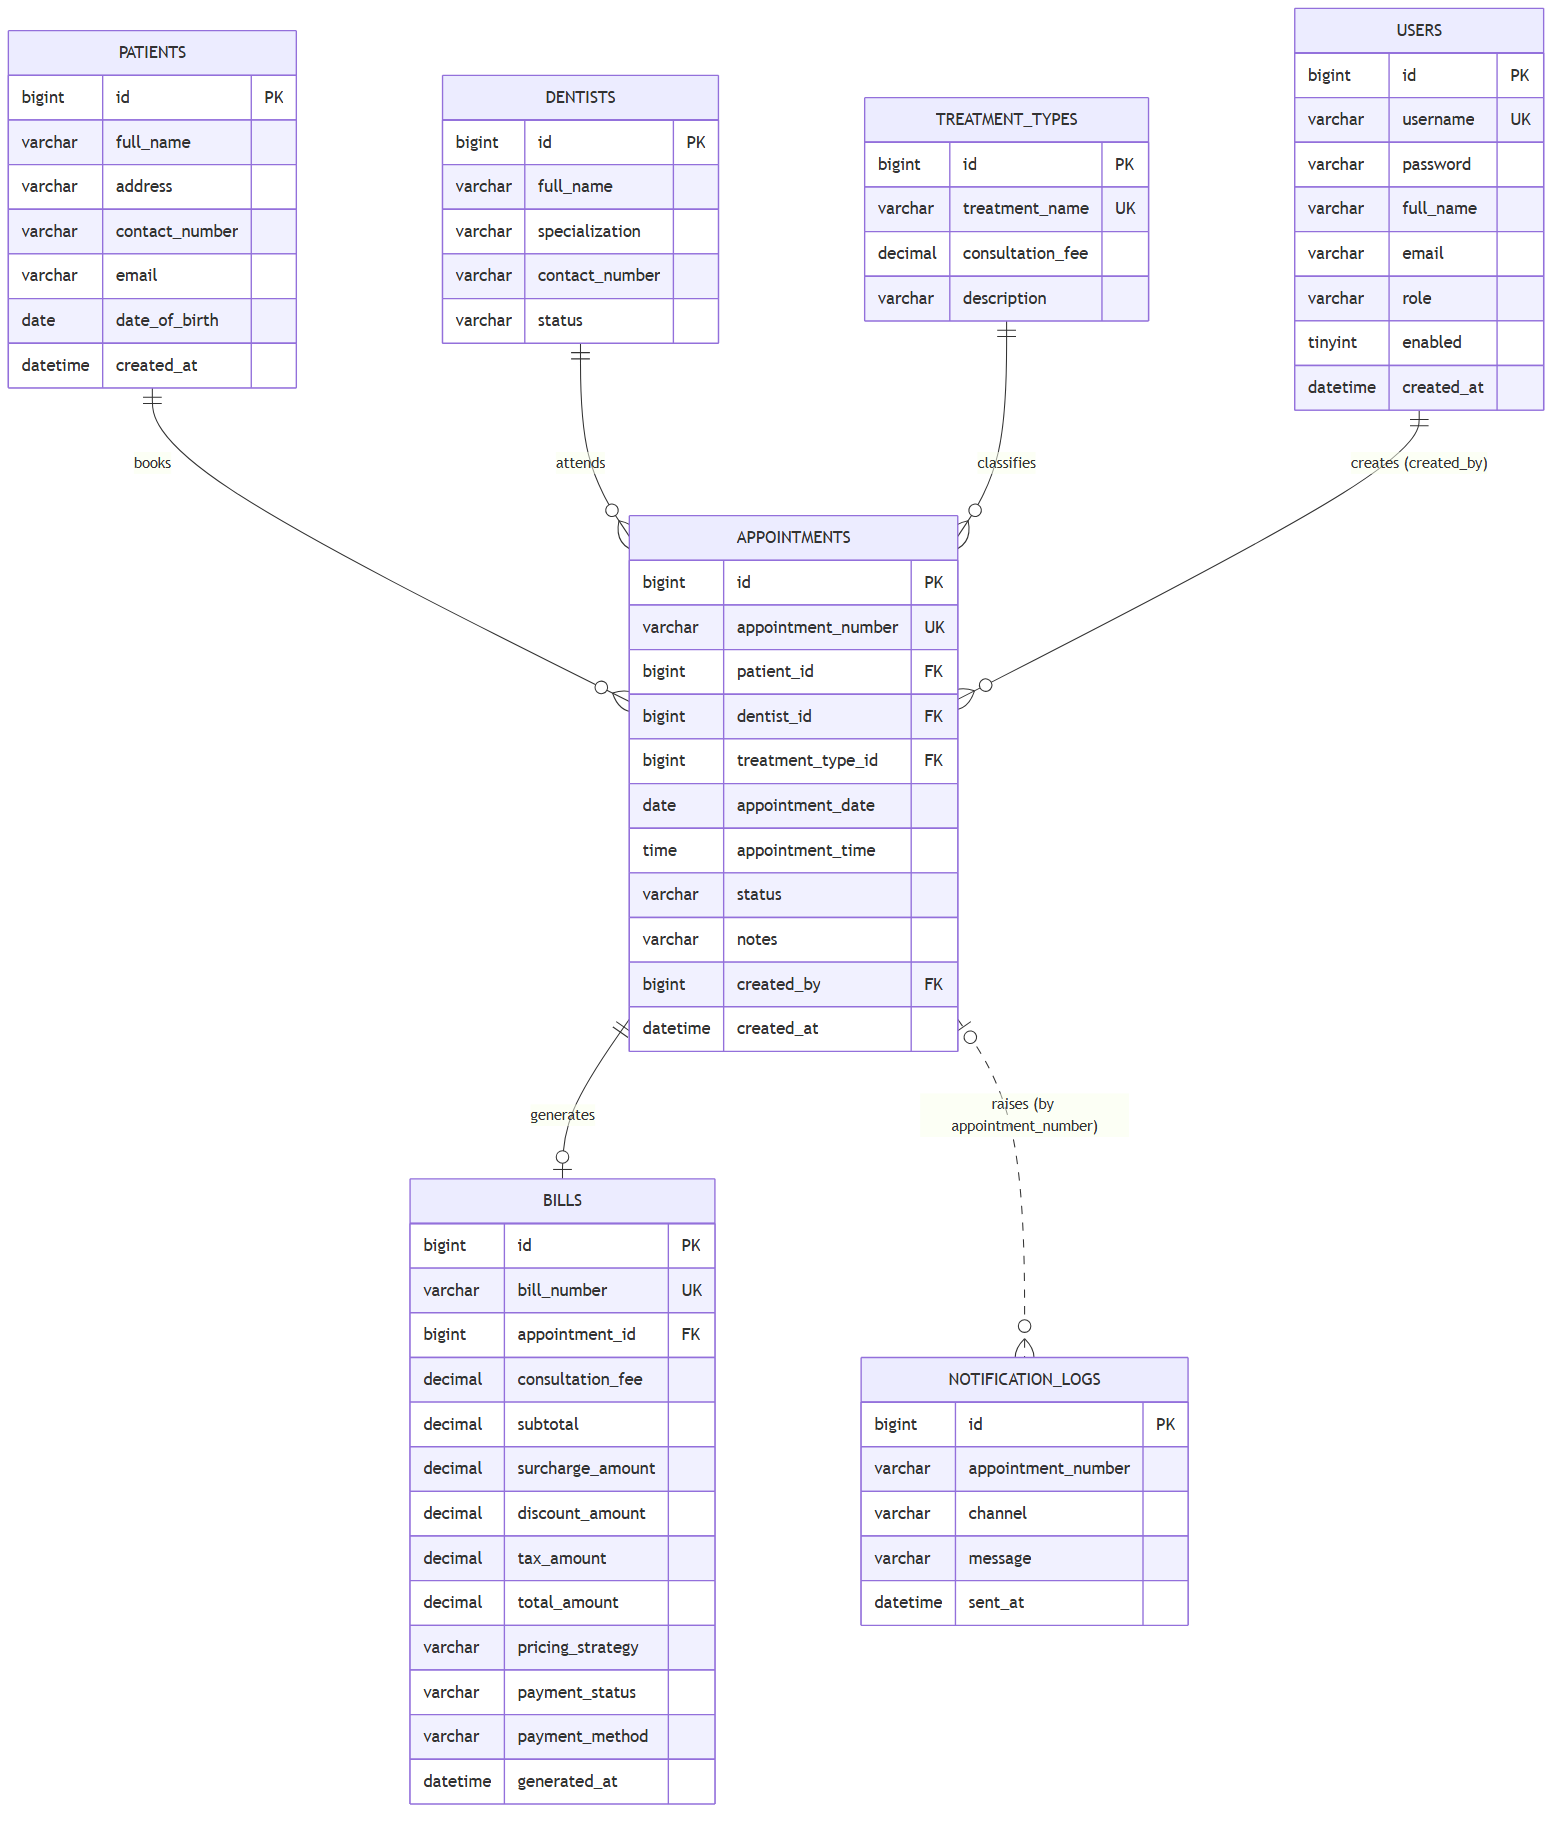 PATIENTS
bigint id PK
varchar full_name
varchar address
varchar contact_number
varchar email
date date_of_birth
datetime created_at
DENTISTS
bigint id PK
varchar full_name
varchar specialization
varchar contact_number
varchar status
TREATMENT_TYPES
bigint id PK
varchar treatment_name UK
decimal consultation_fee
varchar description
USERS
bigint id PK
varchar username UK
varchar password
varchar full_name
varchar email
varchar role
tinyint enabled
datetime created_at
books
attends
classifies
creates (created_by)
APPOINTMENTS
bigint id PK
varchar appointment_number UK
bigint patient_id FK
bigint dentist_id FK
bigint treatment_type_id FK
date appointment_date
time appointment_time
varchar status
varchar notes
bigint created_by FK
datetime created_at
generates
raises (by
appointment_number)
BILLS
bigint id PK
varchar bill_number UK
bigint appointment_id FK
decimal consultation_fee
decimal subtotal
decimal surcharge_amount
decimal discount_amount
decimal tax_amount
decimal total_amount
varchar pricing_strategy
varchar payment_status
varchar payment_method
datetime generated_at
NOTIFICATION_LOGS
bigint id PK
varchar appointment_number
varchar channel
varchar message
datetime sent_at